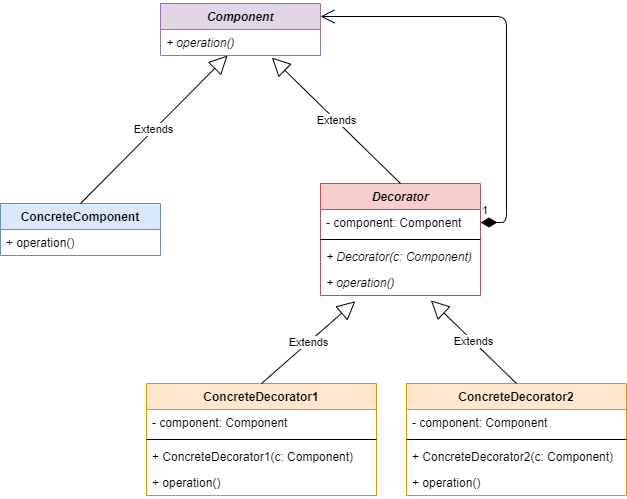 Component
+ operation()
Extends
Extends
ConcreteComponent
+ operation()
Decorator
- component: Component
1
+ Decorator(c: Component)
+ operation()
Extends
Extends
ConcreteDecorator1
- component: Component
+ ConcreteDecorator1(c: Component)
+ operation()
ConcreteDecorator2
- component: Component
+ ConcreteDecorator2(c: Component)
+ operation()